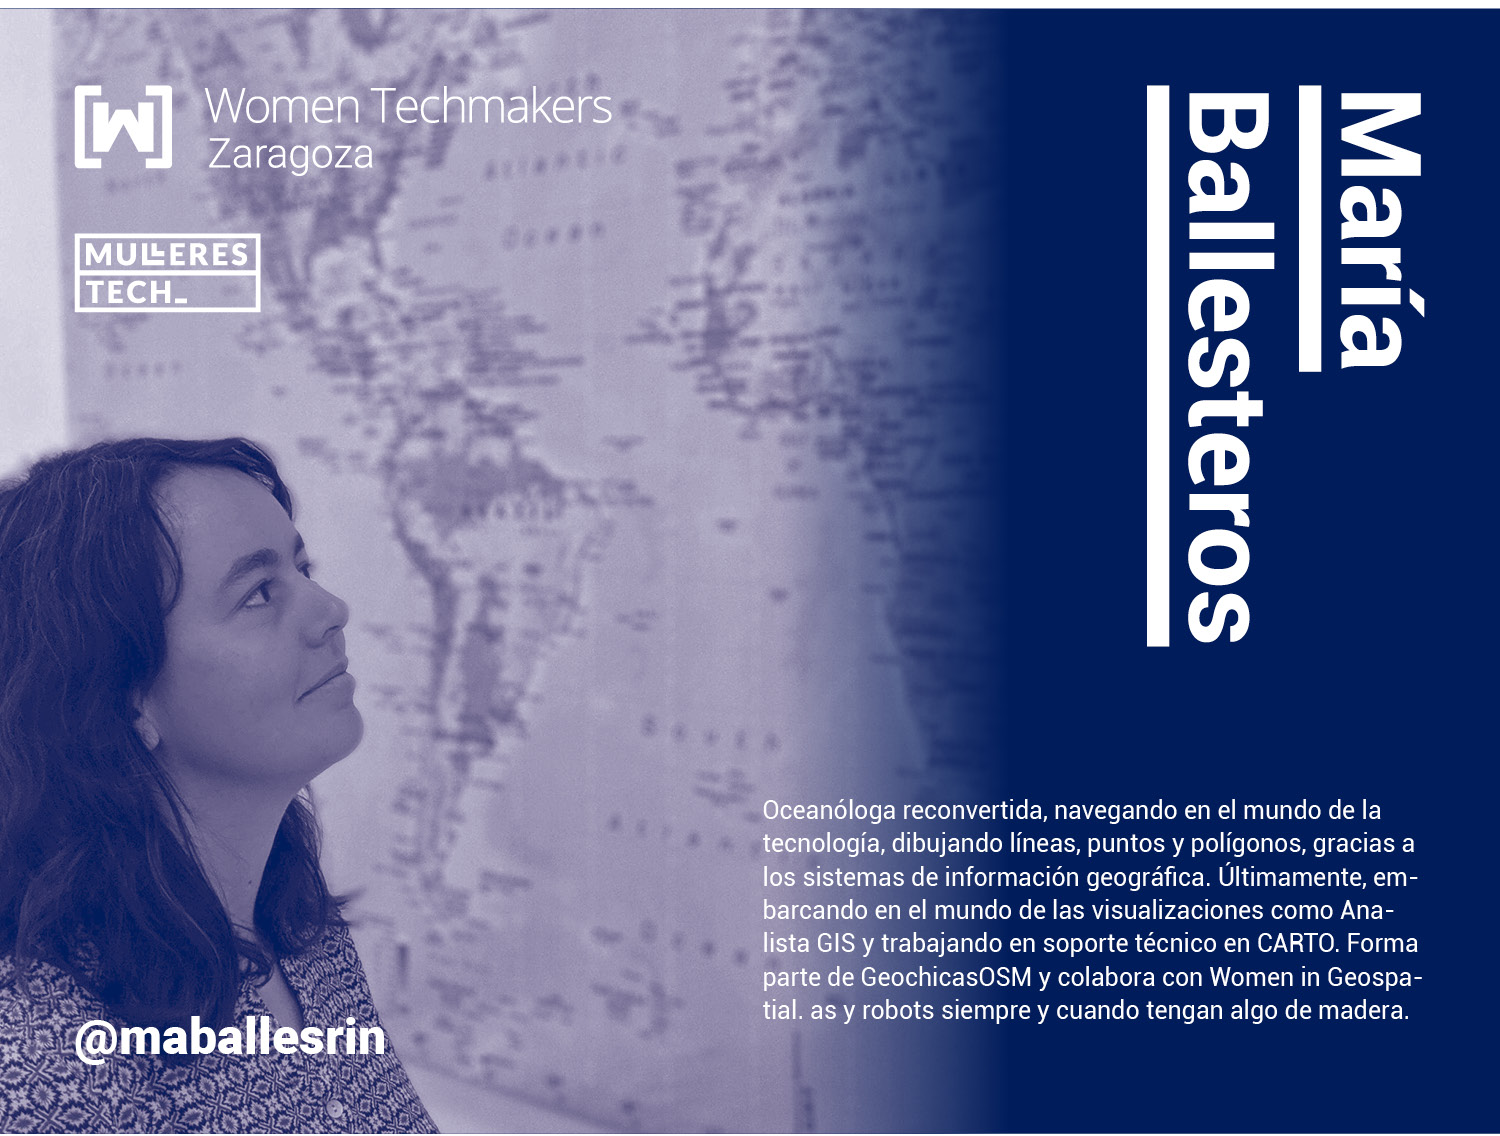 Women Techmakers
Zaragoza
MULLERES
TECH_
María
Ballesteros
Oceanóloga reconvertida, navegando en el mundo de la
tecnología, dibujando líneas, puntos y polígonos, gracias a
los sistemas de información geográfica. Últimamente, em-
barcando en el mundo de las visualizaciones como Ana-
lista GIS y trabajando en soporte técnico en CARTO. Forma
parte de GeochicasOSM y colabora con Women in Geospa-
tial. as y robots siempre y cuando tengan algo de madera.
@maballesrin